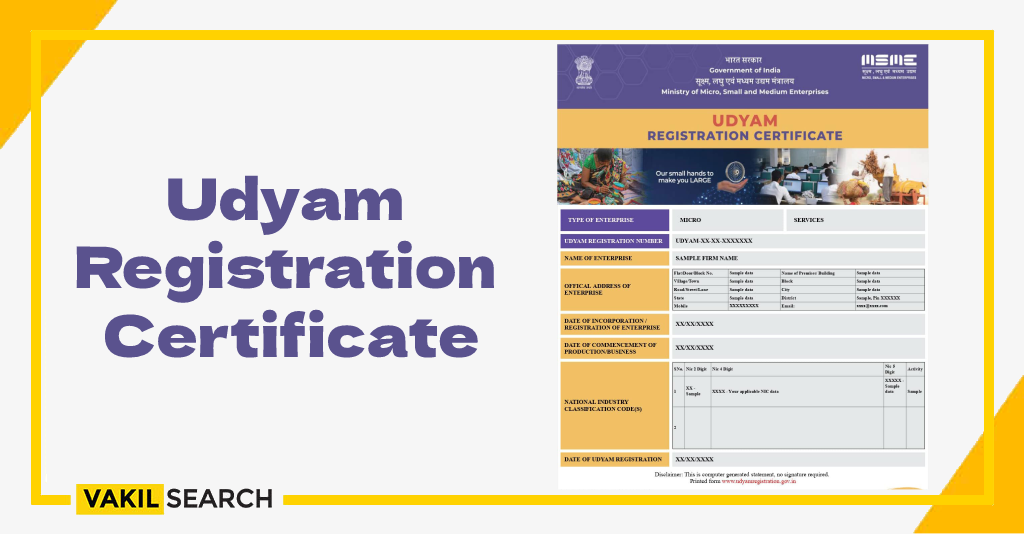 Udyam
Registration
Certificate
VAKIL SEARCH
भारत सरकार
Government of India
सूक्ष्म, लघु एवं मध्यम उद्यम मंत्रालय
Ministry of Micro, Small and Medium Enterprises
MSME
सूक्ष्म, लघु एवं मध्यम उद्यम
MICRO, SMALL & MEDIUM ENTERPRISES
UDYAM
REGISTRATION CERTIFICATE
Our small hands to
make you LARGE
TYPE OF ENTERPRISE MICRO SERVICES
UDYAM REGISTRATION NUMBER UDYAM-XX-XX-XXXXXXX
NAME OF ENTERPRISE SAMPLE FIRM NAME
OFFICAL ADDRESS OF
ENTERPRISE
Flat/Door/Block No. Sample data Name of Premises/ Building Sample data
Village/Town Sample data Block Sample data
Road/Street/Lane Sample data City Sample data
State Sample data District Sample, Pin XXXXXX
Mobile XXXXXXXXX Email:
DATE OF INCORPORATION /
REGISTRATION OF ENTERPRISE
XX/XX/XXXX
DATE OF COMMENCEMENT OF
PRODUCTION/BUSINESS
XX/XX/XXXX
NATIONAL INDUSTRY
CLASSIFICATION CODE(S)
SNo. Nic 2 Digit Nic 4 Digit Nic 5 Digit Activity
1 XX - Sample XXXX - Your applicable NIC data XXXXX - Sample data Sample
2
DATE OF UDYAM REGISTRATION XX/XX/XXXX
Disclaimer: This is computer generated statement, no signature required.
Printed form www.udyamregistration.gov.in